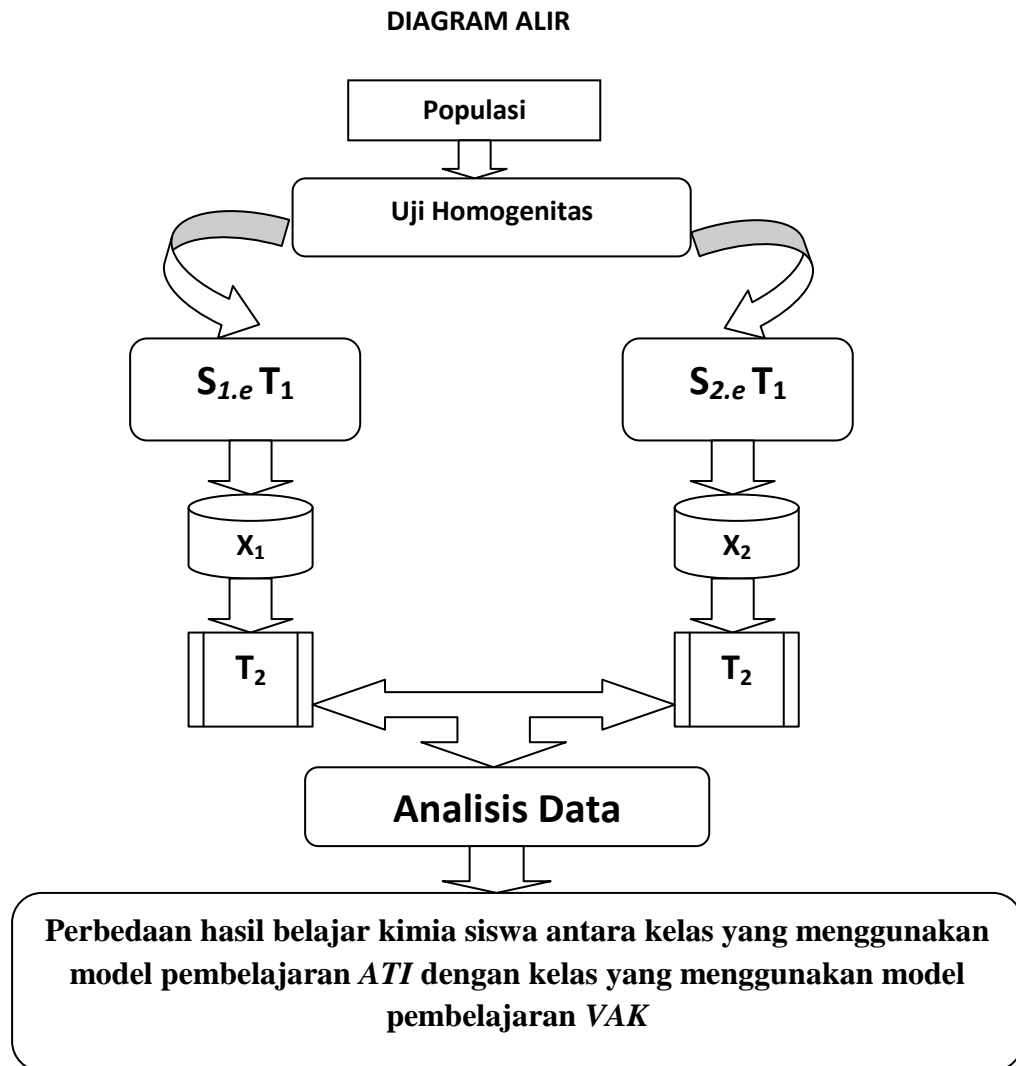 DIAGRAM ALIR
Populasi
Uji Homogenitas
S1.e T1
S2.e T1
X1
X2
T2
T2
Analisis Data
Perbedaan hasil belajar kimia siswa antara kelas yang menggunakan
model pembelajaran ATI dengan kelas yang menggunakan model
pembelajaran VAK